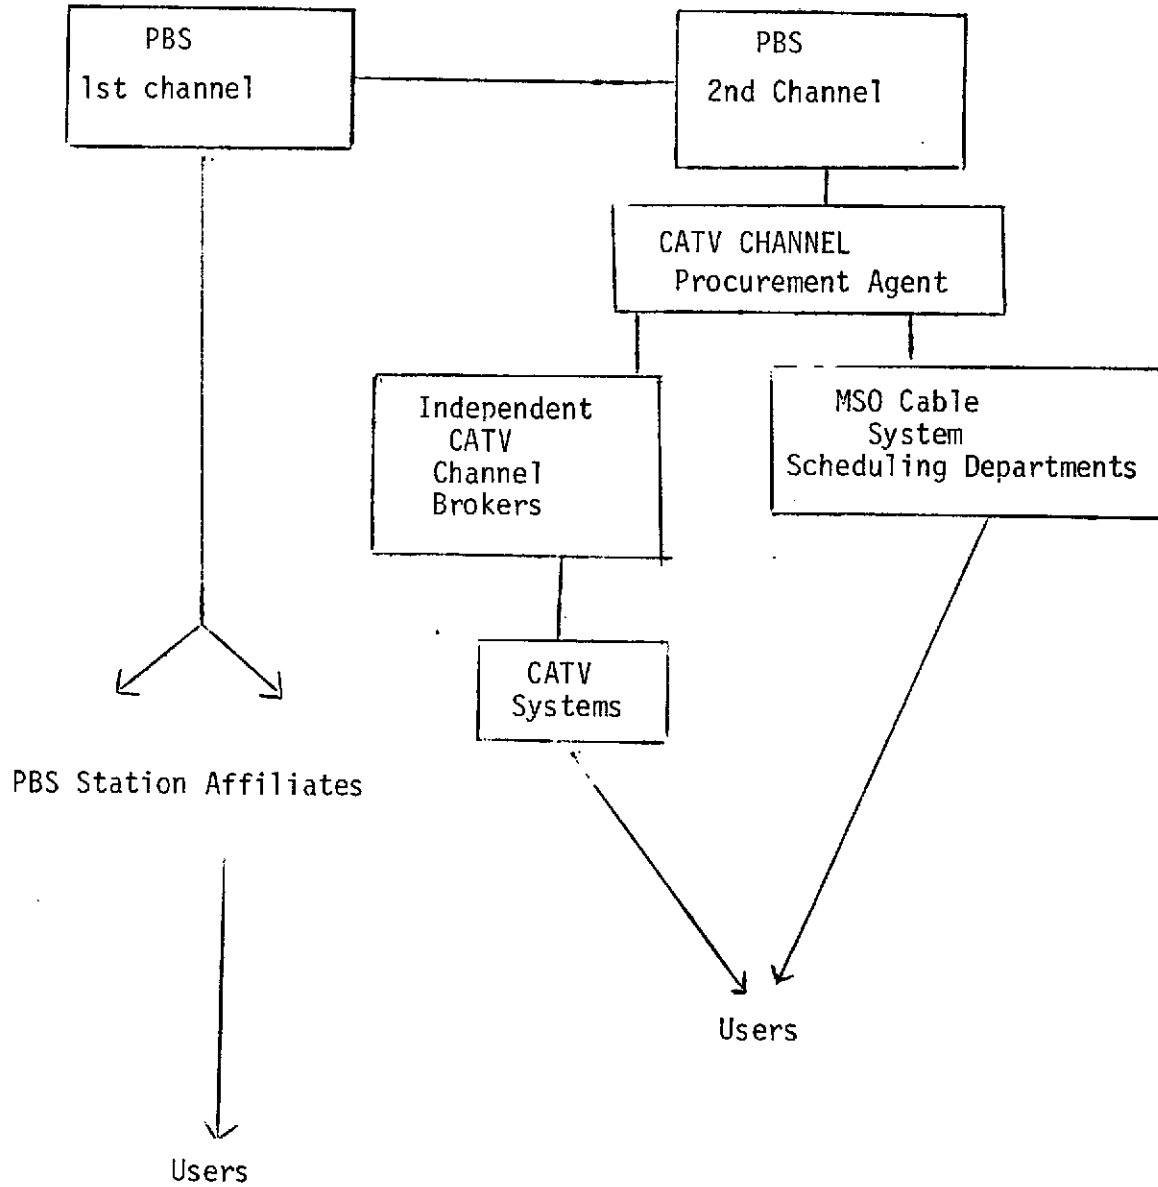 PBS
1st channel
PBS
2nd Channel
CATV CHANNEL
Procurement Agent
Independent
CATV
Channel
Brokers
MSO Cable
System
Scheduling Departments
CATV
Systems
PBS Station Affiliates
Users
Users